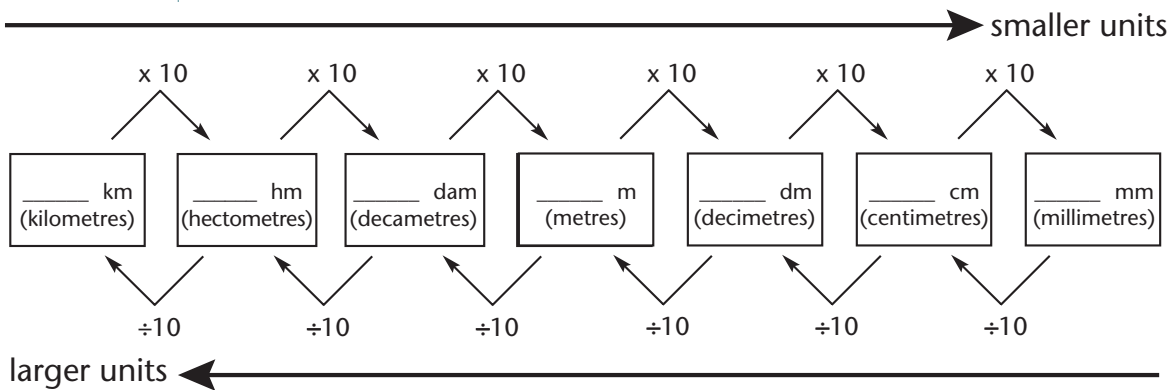 smaller units
x 10 x 10 x 10 x 10 x 10 x 10
______ km ______ hm ______ dam ______ m ______ dm ______ cm ______ mm
(kilometres) (hectometres) (decametres) (metres) (decimetres) (centimetres) (millimetres)
÷10 ÷10 ÷10 ÷10 ÷10 ÷10
larger units